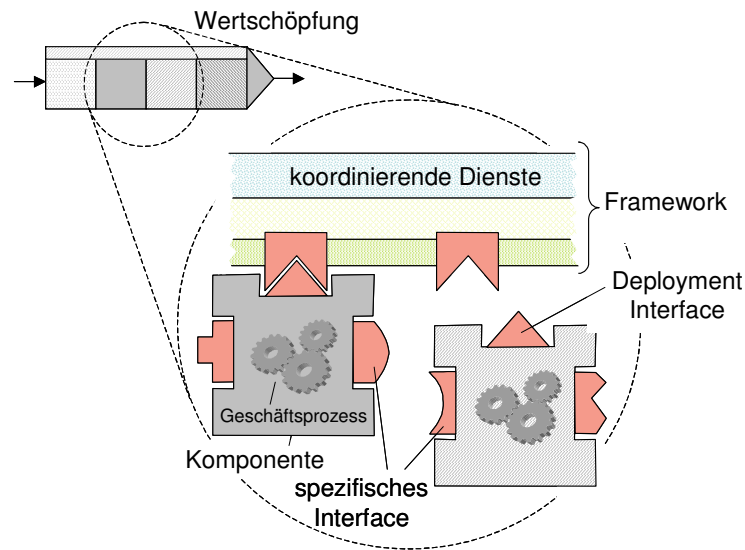 Wertschöpfung
koordinierende Dienste
Framework
Deployment
Interface
Geschäftsprozess
Komponente
spezifisches
Interface